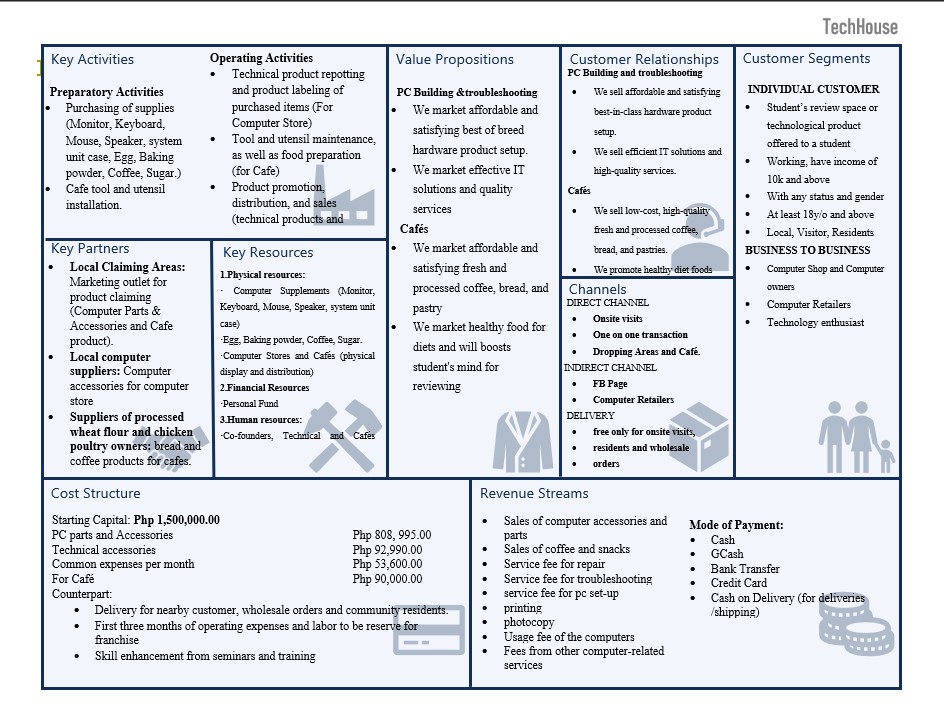 TechHouse
Key Activities
Preparatory Activities
• Purchasing of supplies
(Monitor, Keyboard,
Mouse, Speaker, system
unit case, Egg, Baking
powder, Coffee, Sugar.)
• Cafe tool and utensil
installation.
Operating Activities
• Technical product repotting
and product labeling of
purchased items (For
Computer Store)
• Tool and utensil maintenance,
as well as food preparation
(for Cafe)
• Product promotion,
distribution, and sales
(technical products and
Key Partners
• Local Claiming Areas:
Marketing outlet for
product claiming
(Computer Parts &
Accessories and Cafe
product).
• Local computer
suppliers: Computer
accessories for computer
store
• Suppliers of processed
wheat flour and chicken
poultry owners: bread and
coffee products for cafes.
Key Resources
1.Physical resources:
· Computer Supplements (Monitor,
Keyboard, Mouse, Speaker, system unit
case)
·Egg, Baking powder, Coffee, Sugar.
·Computer Stores and Cafés (physical
display and distribution)
2.Financial Resources
·Personal Fund
3.Human resources:
·Co-founders, Technical and Cafés
Value Propositions
PC Building &troubleshooting
• We market affordable and
satisfying best of breed
hardware product setup.
• We market effective IT
solutions and quality
services
Cafés
• We market affordable and
satisfying fresh and
processed coffee, bread, and
pastry
• We market healthy food for
diets and will boosts
student's mind for
reviewing
Customer Relationships
PC Building and troubleshooting
• We sell affordable and satisfying
best-in-class hardware product
setup.
• We sell efficient IT solutions and
high-quality services.
Cafés
• We sell low-cost, high-quality
fresh and processed coffee,
bread, and pastries.
• We promote healthy diet foods
Channels
DIRECT CHANNEL
• Onsite visits
• One on one transaction
• Dropping Areas and Café.
INDIRECT CHANNEL
• FB Page
• Computer Retailers
DELIVERY
• free only for onsite visits,
• residents and wholesale
• orders
Customer Segments
INDIVIDUAL CUSTOMER
• Student’s review space or
technological product
offered to a student
• Working, have income of
10k and above
• With any status and gender
• At least 18y/o and above
• Local, Visitor, Residents
BUSINESS TO BUSINESS
• Computer Shop and Computer
owners
• Computer Retailers
• Technology enthusiast
Cost Structure
Starting Capital: Php 1,500,000.00
PC parts and Accessories Php 808, 995.00
Technical accessories Php 92,990.00
Common expenses per month Php 53,600.00
For Café Php 90,000.00
Counterpart:
• Delivery for nearby customer, wholesale orders and community residents.
• First three months of operating expenses and labor to be reserve for
franchise
• Skill enhancement from seminars and training
Revenue Streams
• Sales of computer accessories and
parts
• Sales of coffee and snacks
• Service fee for repair
• Service fee for troubleshooting
• service fee for pc set-up
• printing
• photocopy
• Usage fee of the computers
• Fees from other computer-related
services
Mode of Payment:
• Cash
• GCash
• Bank Transfer
• Credit Card
• Cash on Delivery (for deliveries
/shipping)